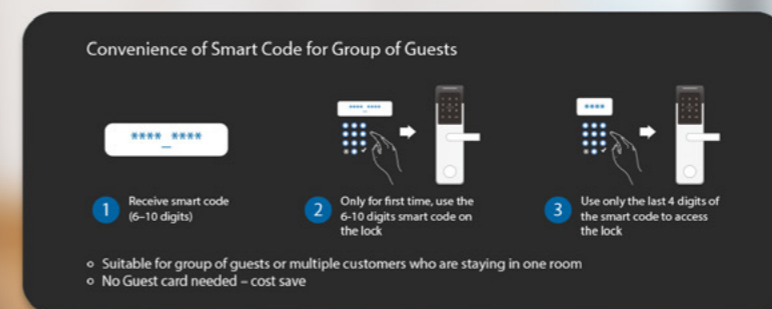 Convenience of Smart Code for Group of Guests
**** ****
**** ****
****
1
Receive smart code
(6–10 digits)
2
Only for first time, use the
6-10 digits smart code on
the lock
3
Use only the last 4 digits of
the smart code to access
the lock
Suitable for group of guests or multiple customers who are staying in one room
No Guest card needed – cost save